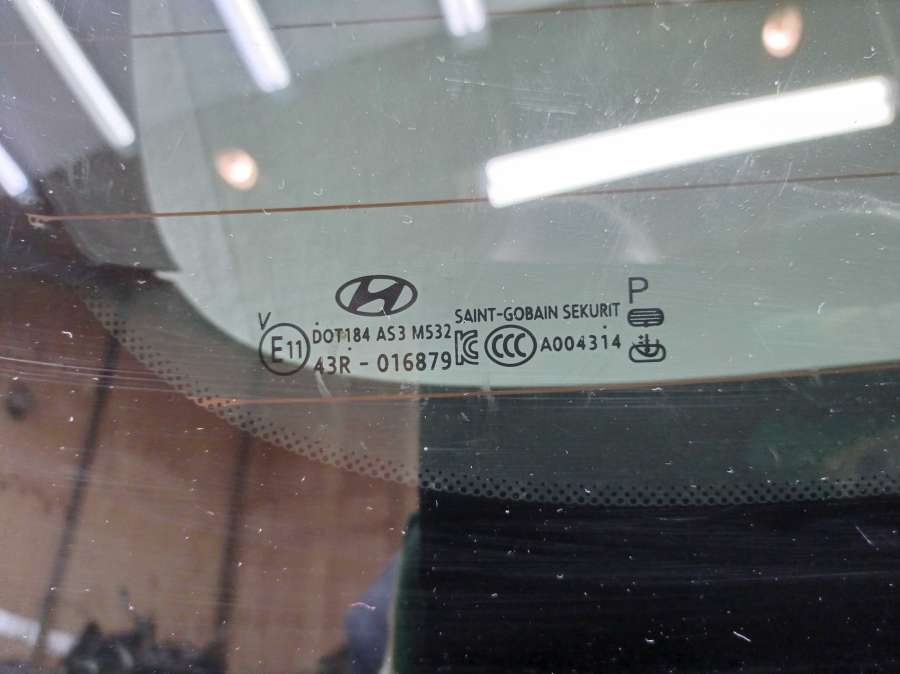 P
SAINT-GOBAIN SEKURIT
V
DOT184 AS3 M532
E11
43R - 016879
CCC
A004314